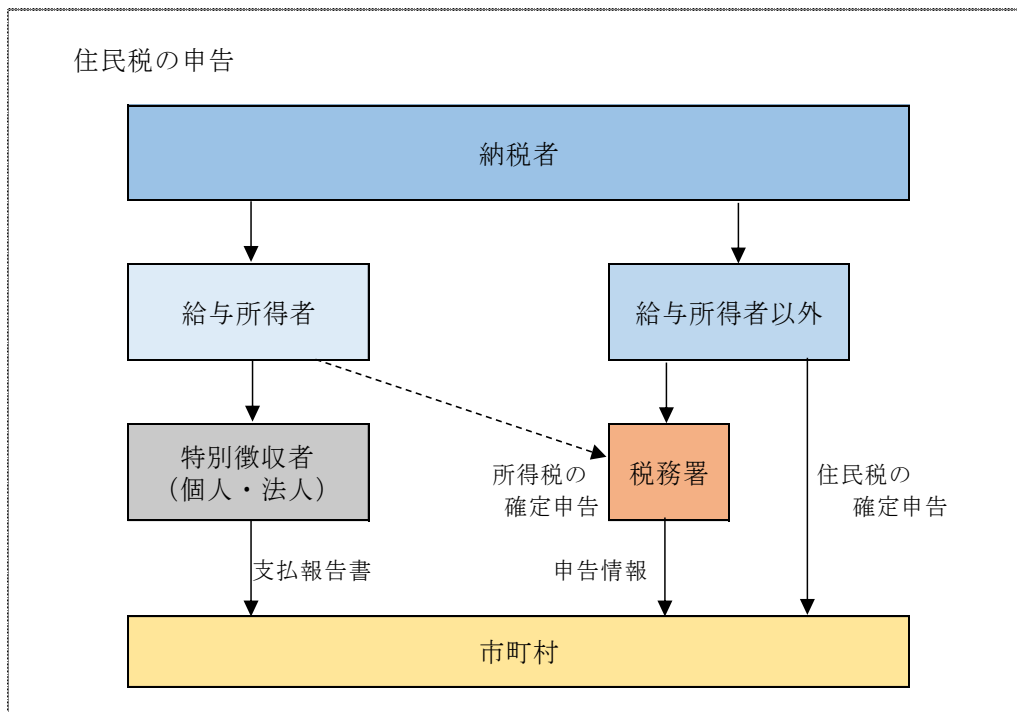 住民税の申告
納税者
給与所得者
給与所得者以外
特別徴収者
（個人・法人）
所得税の
確定申告
税務署
住民税の
確定申告
支払報告書
申告情報
市町村